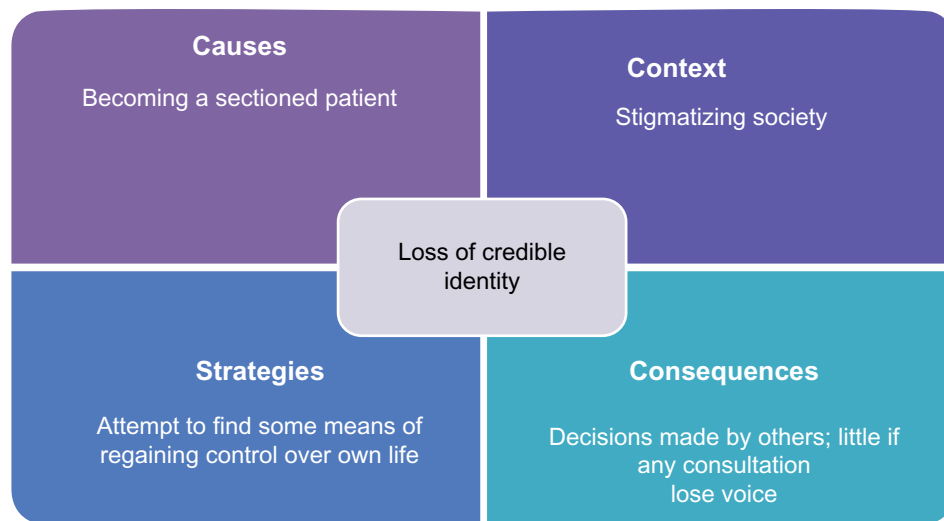 Causes
Becoming a sectioned patient
Context
Stigmatizing society
Loss of credible
identity
Strategies
Attempt to find some means of
regaining control over own life
Consequences
Decisions made by others; little if
any consultation
lose voice